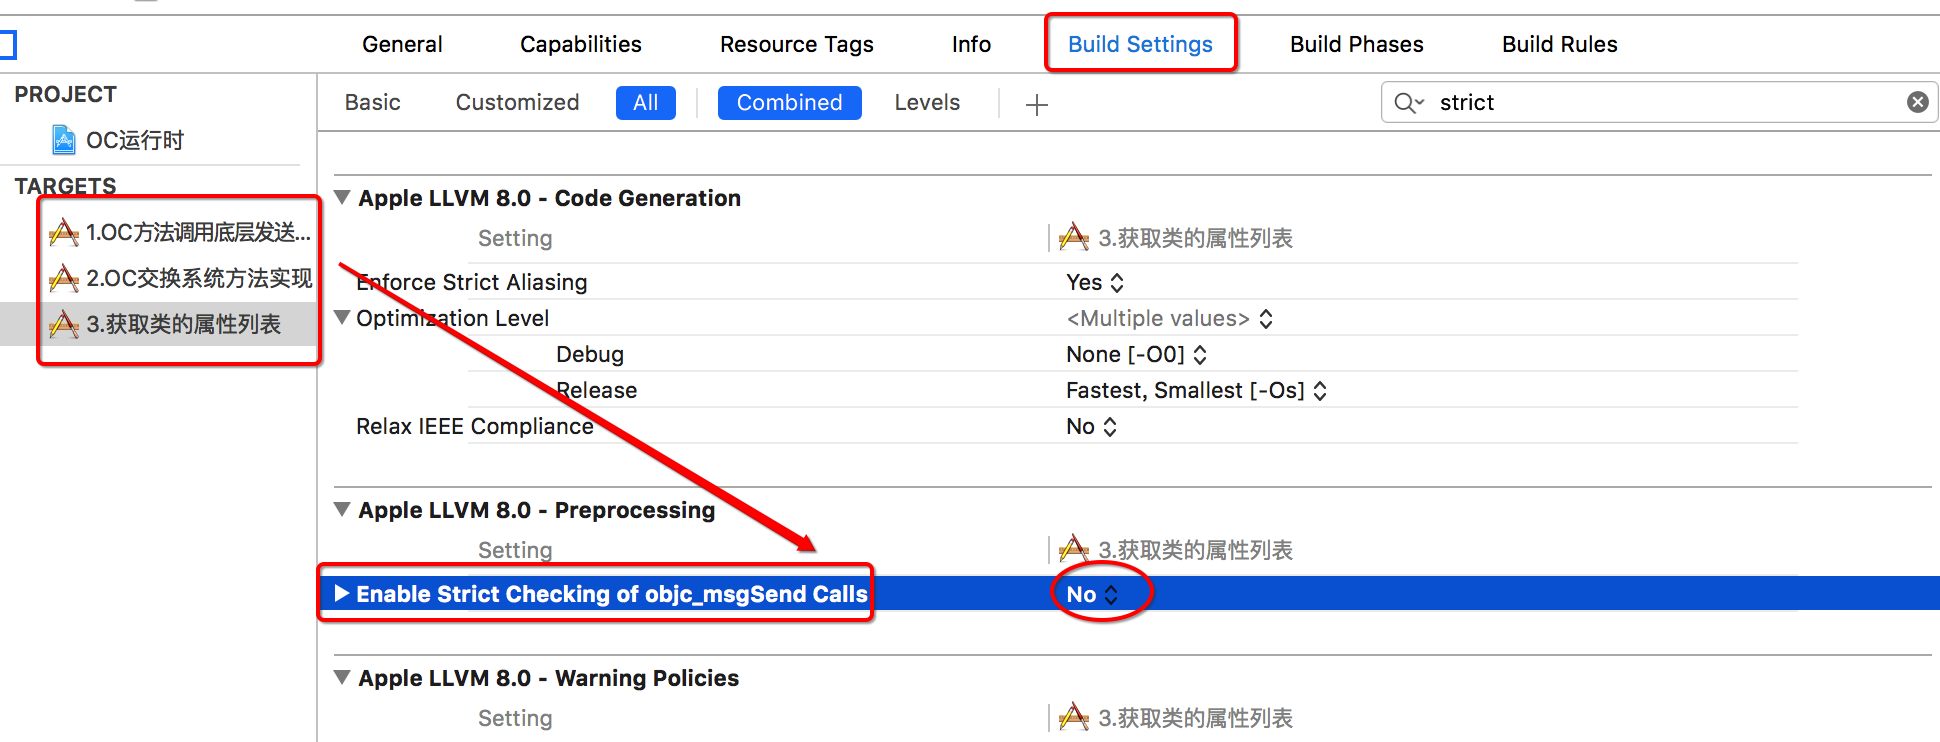 General Capabilities Resource Tags Info Build Settings Build Phases Build Rules
PROJECT
OC运行时
TARGETS
1.OC方法调用底层发送...
2.OC交换系统方法实现
3.获取类的属性列表
Basic Customized All Combined Levels + strict
Apple LLVM 8.0 - Code Generation
Setting 3.获取类的属性列表
Enforce Strict Aliasing Yes
Optimization Level <Multiple values>
Debug None [-O0]
Release Fastest, Smallest [-Os]
Relax IEEE Compliance No
Apple LLVM 8.0 - Preprocessing
Setting 3.获取类的属性列表
Enable Strict Checking of objc_msgSend Calls No
Apple LLVM 8.0 - Warning Policies
Setting 3.获取类的属性列表